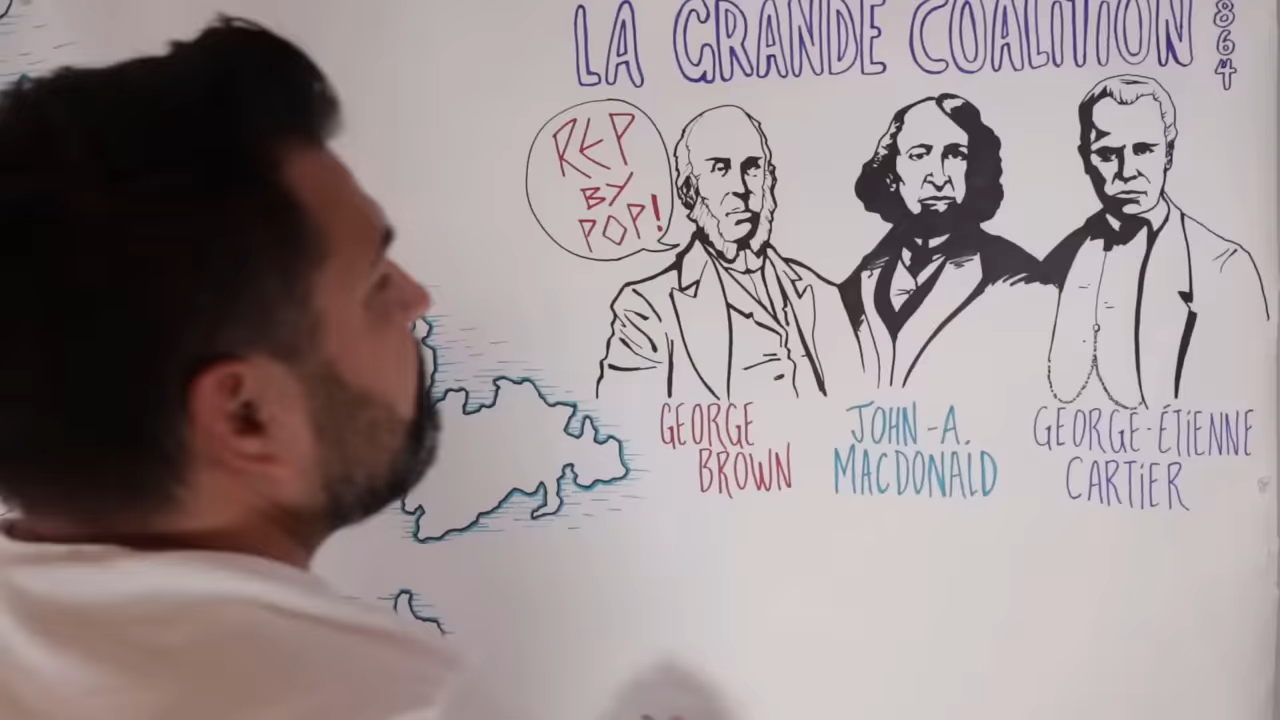 LA GRANDE COALITION
864
REP
BY
POP!
GEORGE
BROWN
JOHN-A.
MACDONALD
GEORGE-ÉTIENNE
CARTIER